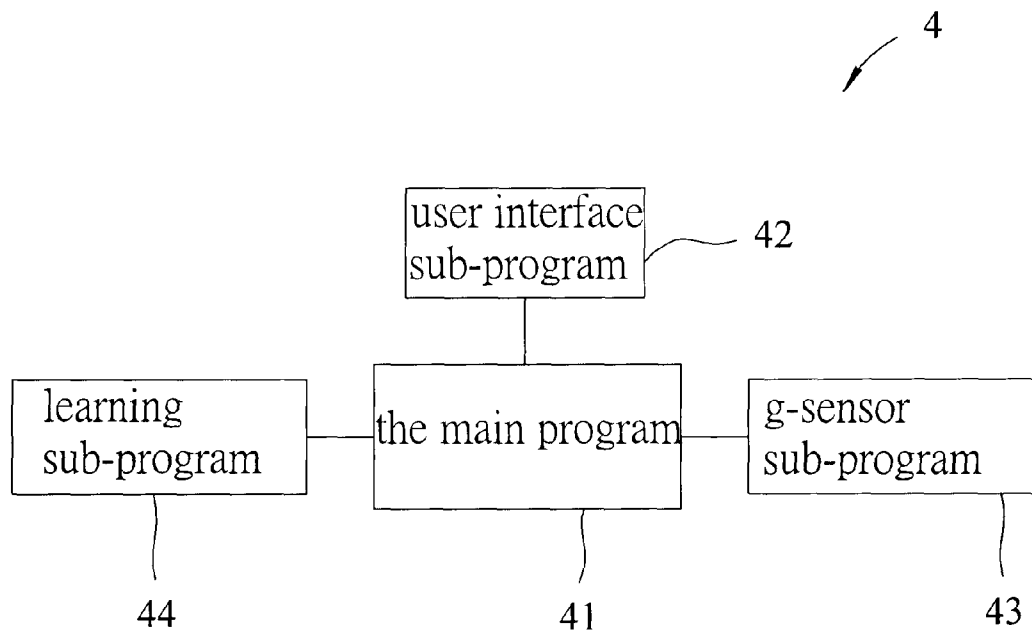 4
user interface
sub-program
42
learning
sub-program
the main program
g-sensor
sub-program
44
41
43